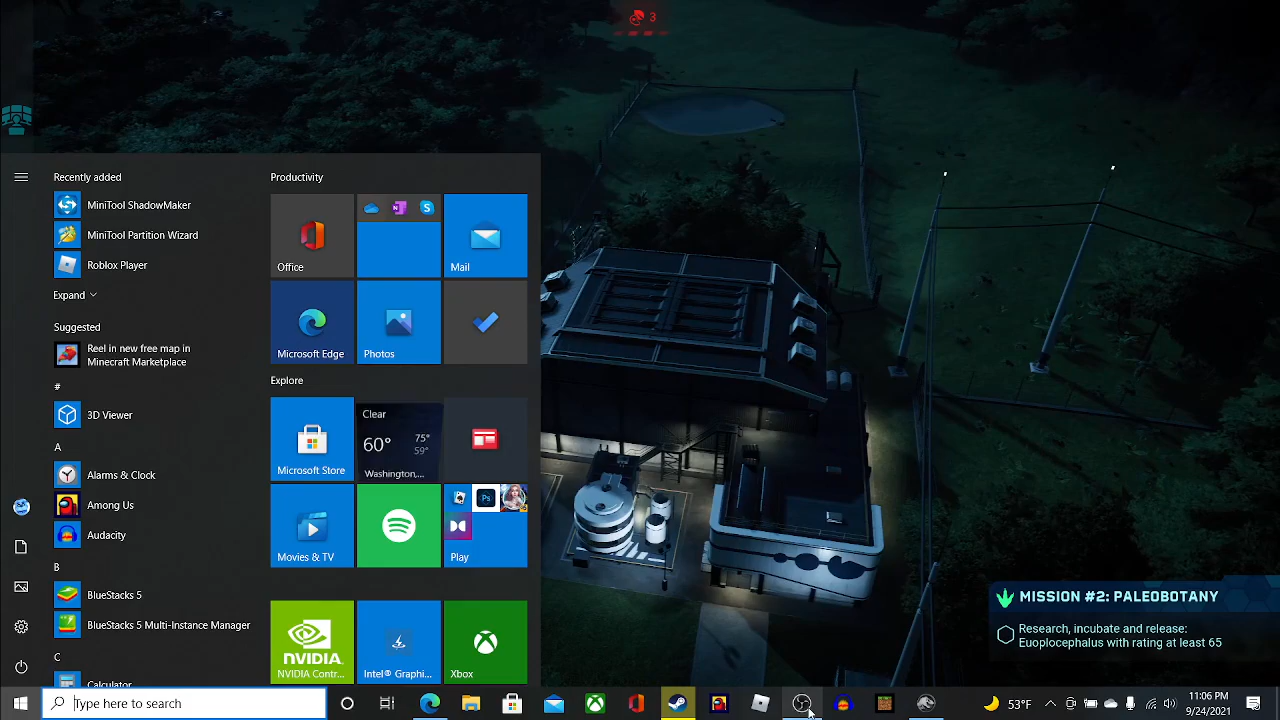 3
Recently added
MiniTool ShadowMaker
MiniTool Partition Wizard
Roblox Player
Expand
Suggested
Reel in new free map in
Minecraft Marketplace
#
3D Viewer
A
Alarms & Clock
Among Us
Audacity
B
BlueStacks 5
BlueStacks 5 Multi-Instance Manager
C
Calculator
Productivity
Office
Mail
Microsoft Edge
Photos
Explore
Microsoft Store
Clear
60° 75°
59°
Washington,...
Movies & TV
Ps
Play
NVIDIA.
NVIDIA Contr...
Intel® Graphi...
Xbox
MISSION #2: PALEOBOTANY
Research, incubate and release:
Euoplocephalus with rating at least 65
Type here to search
53°F
11:06 PM
9/24/2021